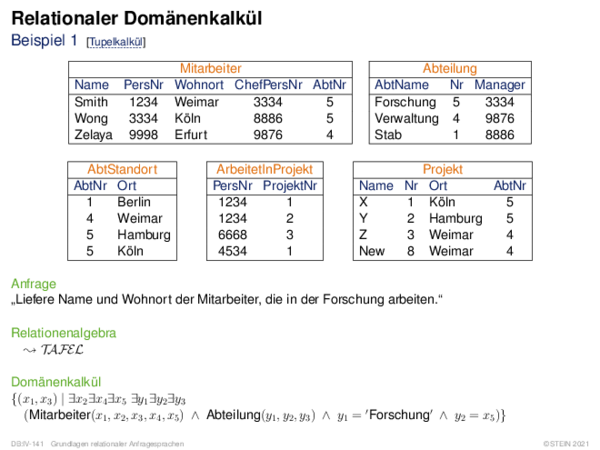 Relationaler Domänenkalkül
Beispiel 1 [Tupelkalkül]
Mitarbeiter
Name PersNr Wohnort ChefPersNr AbtNr
Smith 1234 Weimar 3334 5
Wong 3334 Köln 8886 5
Zelaya 9998 Erfurt 9876 4
Abteilung
AbtName Nr Manager
Forschung 5 3334
Verwaltung 4 9876
Stab 1 8886
AbtStandort
AbtNr Ort
1 Berlin
4 Weimar
5 Hamburg
5 Köln
ArbeitetInProjekt
PersNr ProjektNr
1234 1
1234 2
6668 3
4534 1
Projekt
Name Nr Ort AbtNr
X 1 Köln 5
Y 2 Hamburg 5
Z 3 Weimar 4
New 8 Weimar 4
Anfrage
„Liefere Name und Wohnort der Mitarbeiter, die in der Forschung arbeiten.“
Relationenalgebra
⇝ TAFEL
Domänenkalkül
{(x₁, x₃) | ∃x₂∃x₄∃x₅ ∃y₁∃y₂∃y₃
(Mitarbeiter(x₁, x₂, x₃, x₄, x₅) ∧ Abteilung(y₁, y₂, y₃) ∧ y₁ = ′Forschung′ ∧ y₂ = x₅)}
DB:IV-141 Grundlagen relationaler Anfragesprachen ©STEIN 2021